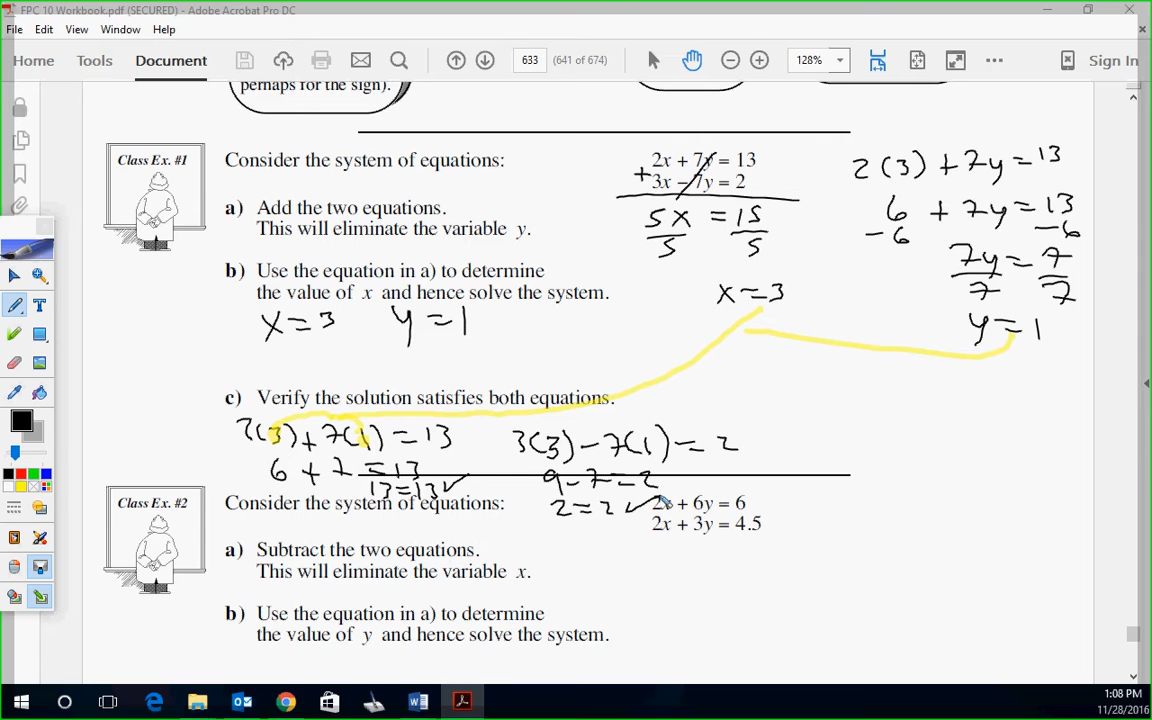 FPC 10 Workbook.pdf (SECURED) - Adobe Acrobat Pro DC
File Edit View Window Help
Home Tools Document 633 (641 of 674) 128% Sign In
perhaps for the sign).
Class Ex. #1
Consider the system of equations:
2x + 7y = 13
+ 3x - 7y = 2
5x = 15
5 5
x = 3
2(3) + 7y = 13
6 + 7y = 13
-6 -6
7y = 7
7 7
y = 1
a) Add the two equations.
This will eliminate the variable y.
b) Use the equation in a) to determine
the value of x and hence solve the system.
x = 3 y = 1
c) Verify the solution satisfies both equations.
2(3) + 7(1) = 13
6 + 7 = 13
13 = 13 ✓
3(3) - 7(1) = 2
9 - 7 = 2
2 = 2 ✓
Class Ex. #2
Consider the system of equations:
2x + 6y = 6
2x + 3y = 4.5
a) Subtract the two equations.
This will eliminate the variable x.
b) Use the equation in a) to determine
the value of y and hence solve the system.
1:08 PM
11/28/2016